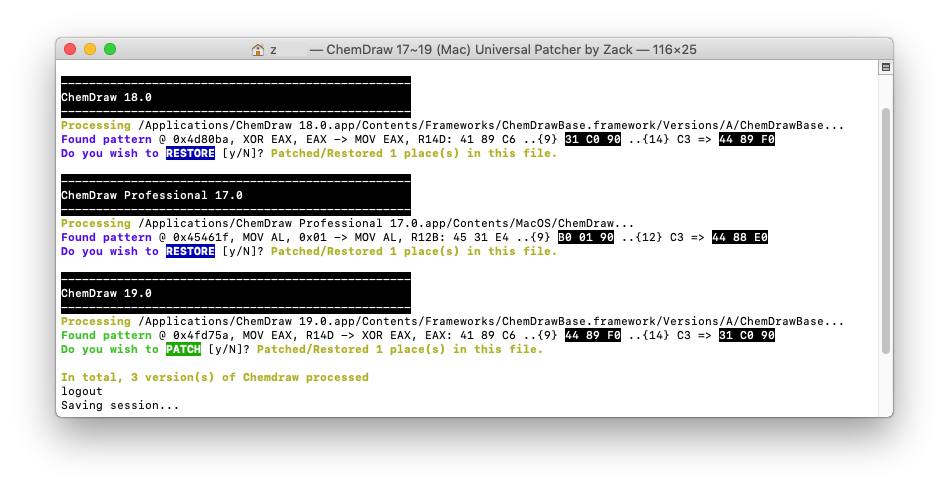 z — ChemDraw 17~19 (Mac) Universal Patcher by Zack — 116×25
ChemDraw 18.0
Processing /Applications/ChemDraw 18.0.app/Contents/Frameworks/ChemDrawBase.framework/Versions/A/ChemDrawBase...
Found pattern @ 0x4d80ba, XOR EAX, EAX —> MOV EAX, R14D: 41 89 C6 ..{9} 31 C0 90 ..{14} C3 => 44 89 F0
Do you wish to RESTORE [y/N]? Patched/Restored 1 place(s) in this file.
ChemDraw Professional 17.0
Processing /Applications/ChemDraw Professional 17.0.app/Contents/MacOS/ChemDraw...
Found pattern @ 0x45461f, MOV AL, 0x01 —> MOV AL, R12B: 45 31 E4 ..{9} B0 01 90 ..{12} C3 => 44 88 E0
Do you wish to RESTORE [y/N]? Patched/Restored 1 place(s) in this file.
ChemDraw 19.0
Processing /Applications/ChemDraw 19.0.app/Contents/Frameworks/ChemDrawBase.framework/Versions/A/ChemDrawBase...
Found pattern @ 0x4fd75a, MOV EAX, R14D —> XOR EAX, EAX: 41 89 C6 ..{9} 44 89 F0 ..{14} C3 => 31 C0 90
Do you wish to PATCH [y/N]? Patched/Restored 1 place(s) in this file.
In total, 3 version(s) of Chemdraw processed
logout
Saving session...